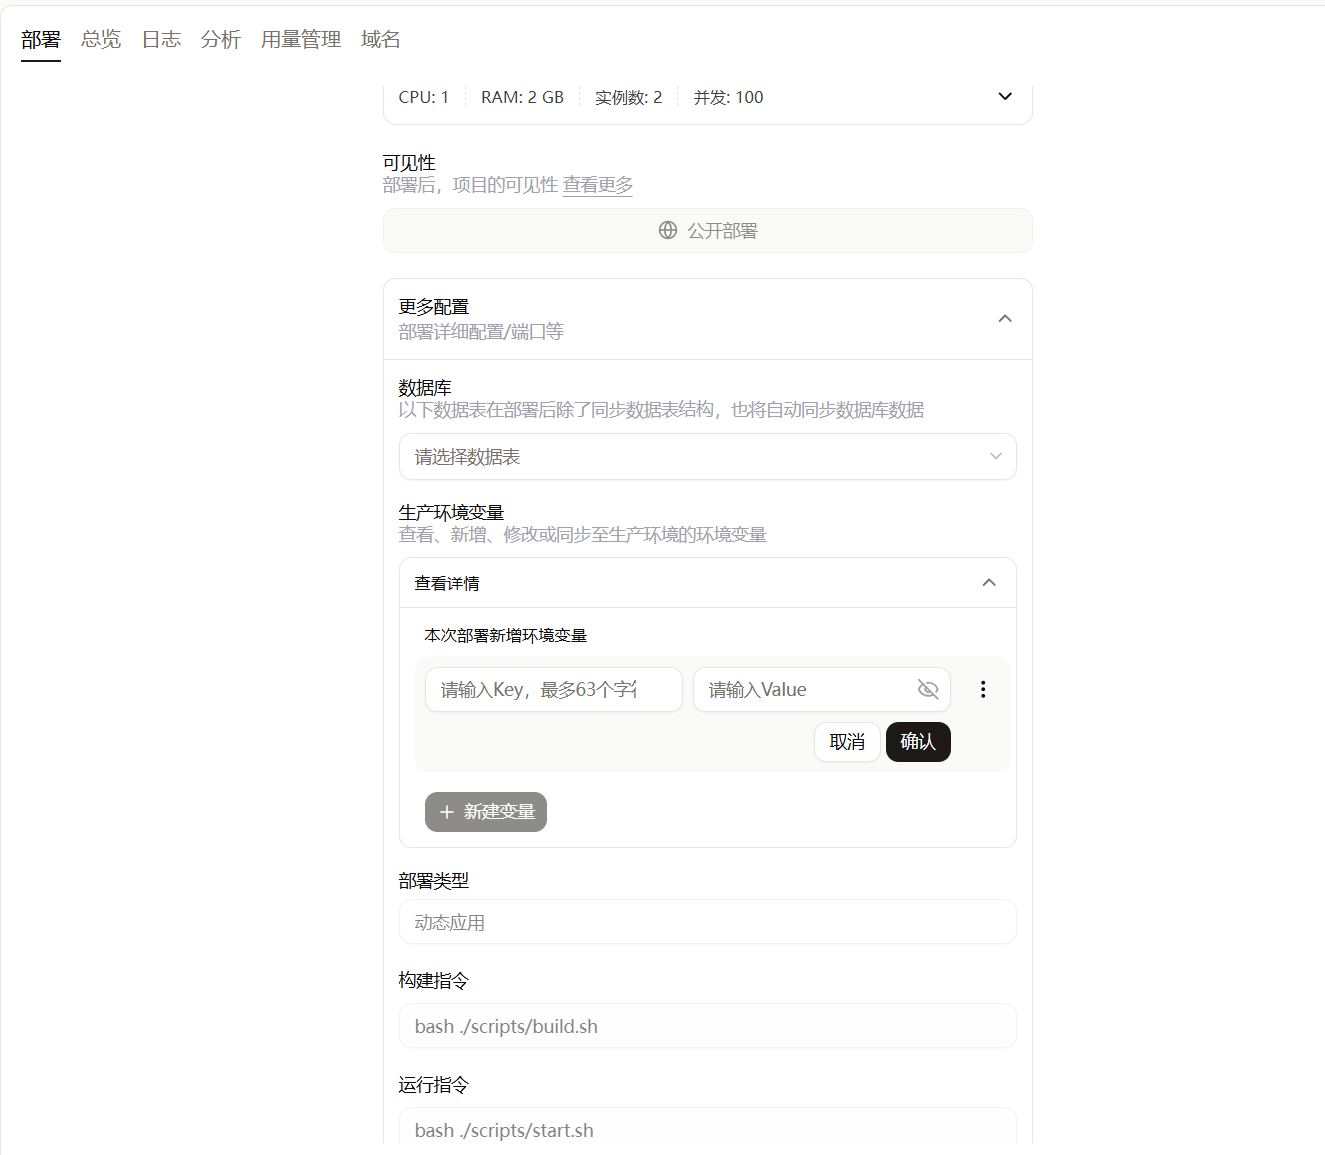 部署 总览 日志 分析 用量管理 域名
CPU: 1 RAM: 2 GB 实例数: 2 并发: 100
可见性
部署后，项目的可见性 查看更多
公开部署
更多配置
部署详细配置/端口等
数据库
以下数据表在部署后除了同步数据表结构，也将自动同步数据库数据
请选择数据表
生产环境变量
查看、新增、修改或同步至生产环境的环境变量
查看详情
本次部署新增环境变量
请输入Key，最多63个字 请输入Value
取消 确认
新建变量
部署类型
动态应用
构建指令
bash ./scripts/build.sh
运行指令
bash ./scripts/start.sh